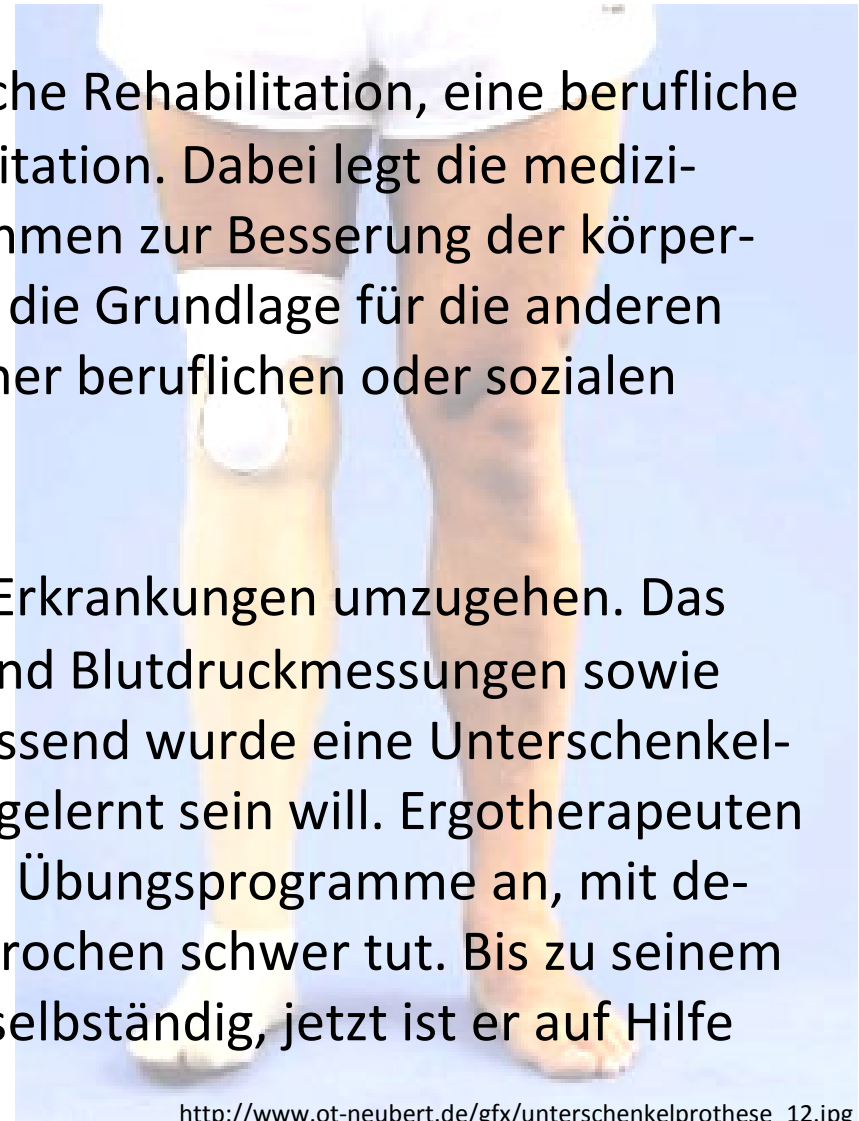 che Rehabilitation, eine berufliche
itation. Dabei legt die medizi-
nmen zur Besserung der körper-
die Grundlage für die anderen
ner beruflichen oder sozialen
Erkrankungen umzugehen. Das
nd Blutdruckmessungen sowie
ssend wurde eine Unterschenkel-
gelernt sein will. Ergotherapeuten
Übungsprogramme an, mit de-
rochen schwer tut. Bis zu seinem
selbständig, jetzt ist er auf Hilfe
http://www.ot-neubert.de/gfx/unterschenkelprothese_12.jpg